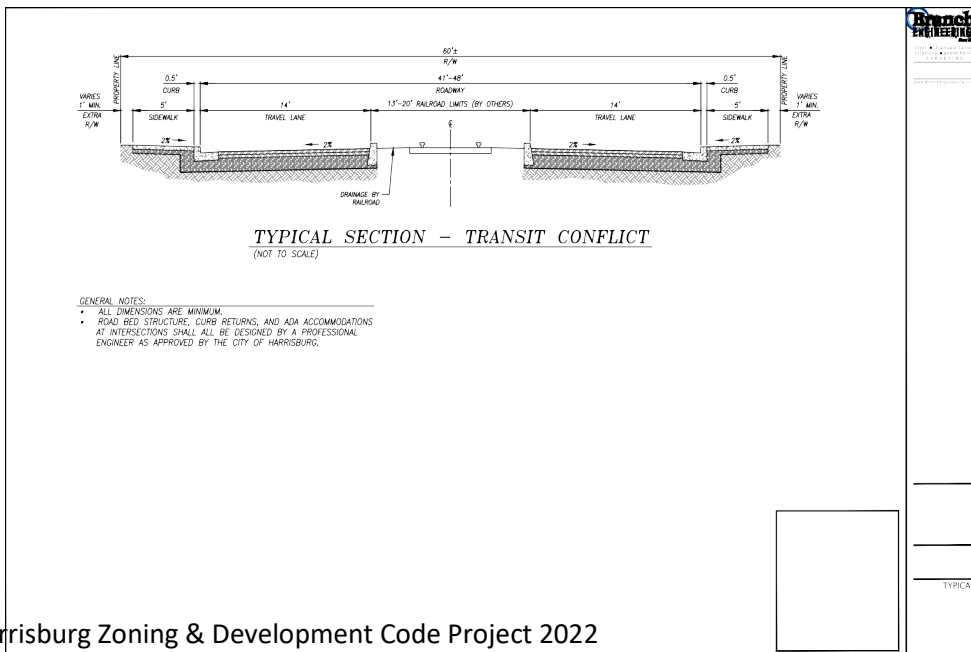 Branch
ENGINEERING
60'±
R/W
PROPERTY LINE
PROPERTY LINE
0.5'
CURB
41'-48'
ROADWAY
0.5'
CURB
VARIES
1' MIN.
EXTRA
R/W
5'
SIDEWALK
14'
TRAVEL LANE
13'-20' RAILROAD LIMITS (BY OTHERS)
14'
TRAVEL LANE
5'
SIDEWALK
VARIES
1' MIN.
EXTRA
R/W
℄
2%
2%
2%
2%
DRAINAGE BY
RAILROAD
TYPICAL SECTION – TRANSIT CONFLICT
(NOT TO SCALE)
GENERAL NOTES:
• ALL DIMENSIONS ARE MINIMUM.
• ROAD BED STRUCTURE, CURB RETURNS, AND ADA ACCOMMODATIONS
AT INTERSECTIONS SHALL ALL BE DESIGNED BY A PROFESSIONAL
ENGINEER AS APPROVED BY THE CITY OF HARRISBURG.
TYPICA
rrisburg Zoning & Development Code Project 2022